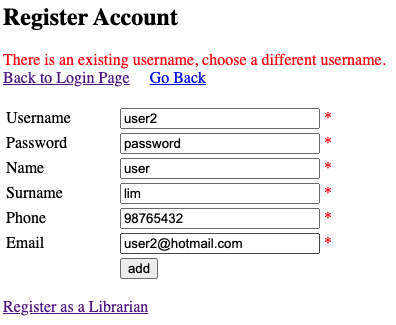 Register Account
There is an existing username, choose a different username.
Back to Login Page Go Back
Username user2 *
Password password *
Name user *
Surname lim *
Phone 98765432 *
Email user2@hotmail.com *
add
Register as a Librarian